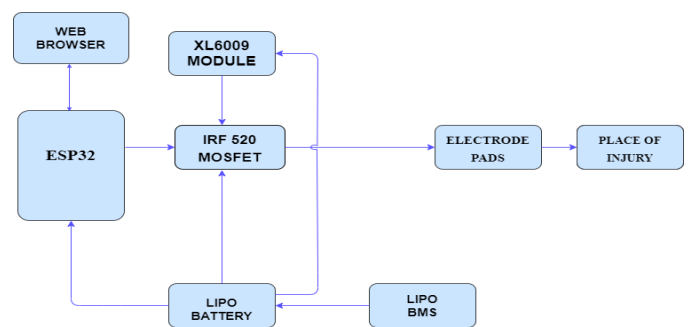 WEB
BROWSER
XL6009
MODULE
ESP32
IRF 520
MOSFET
ELECTRODE
PADS
PLACE OF
INJURY
LIPO
BATTERY
LIPO
BMS